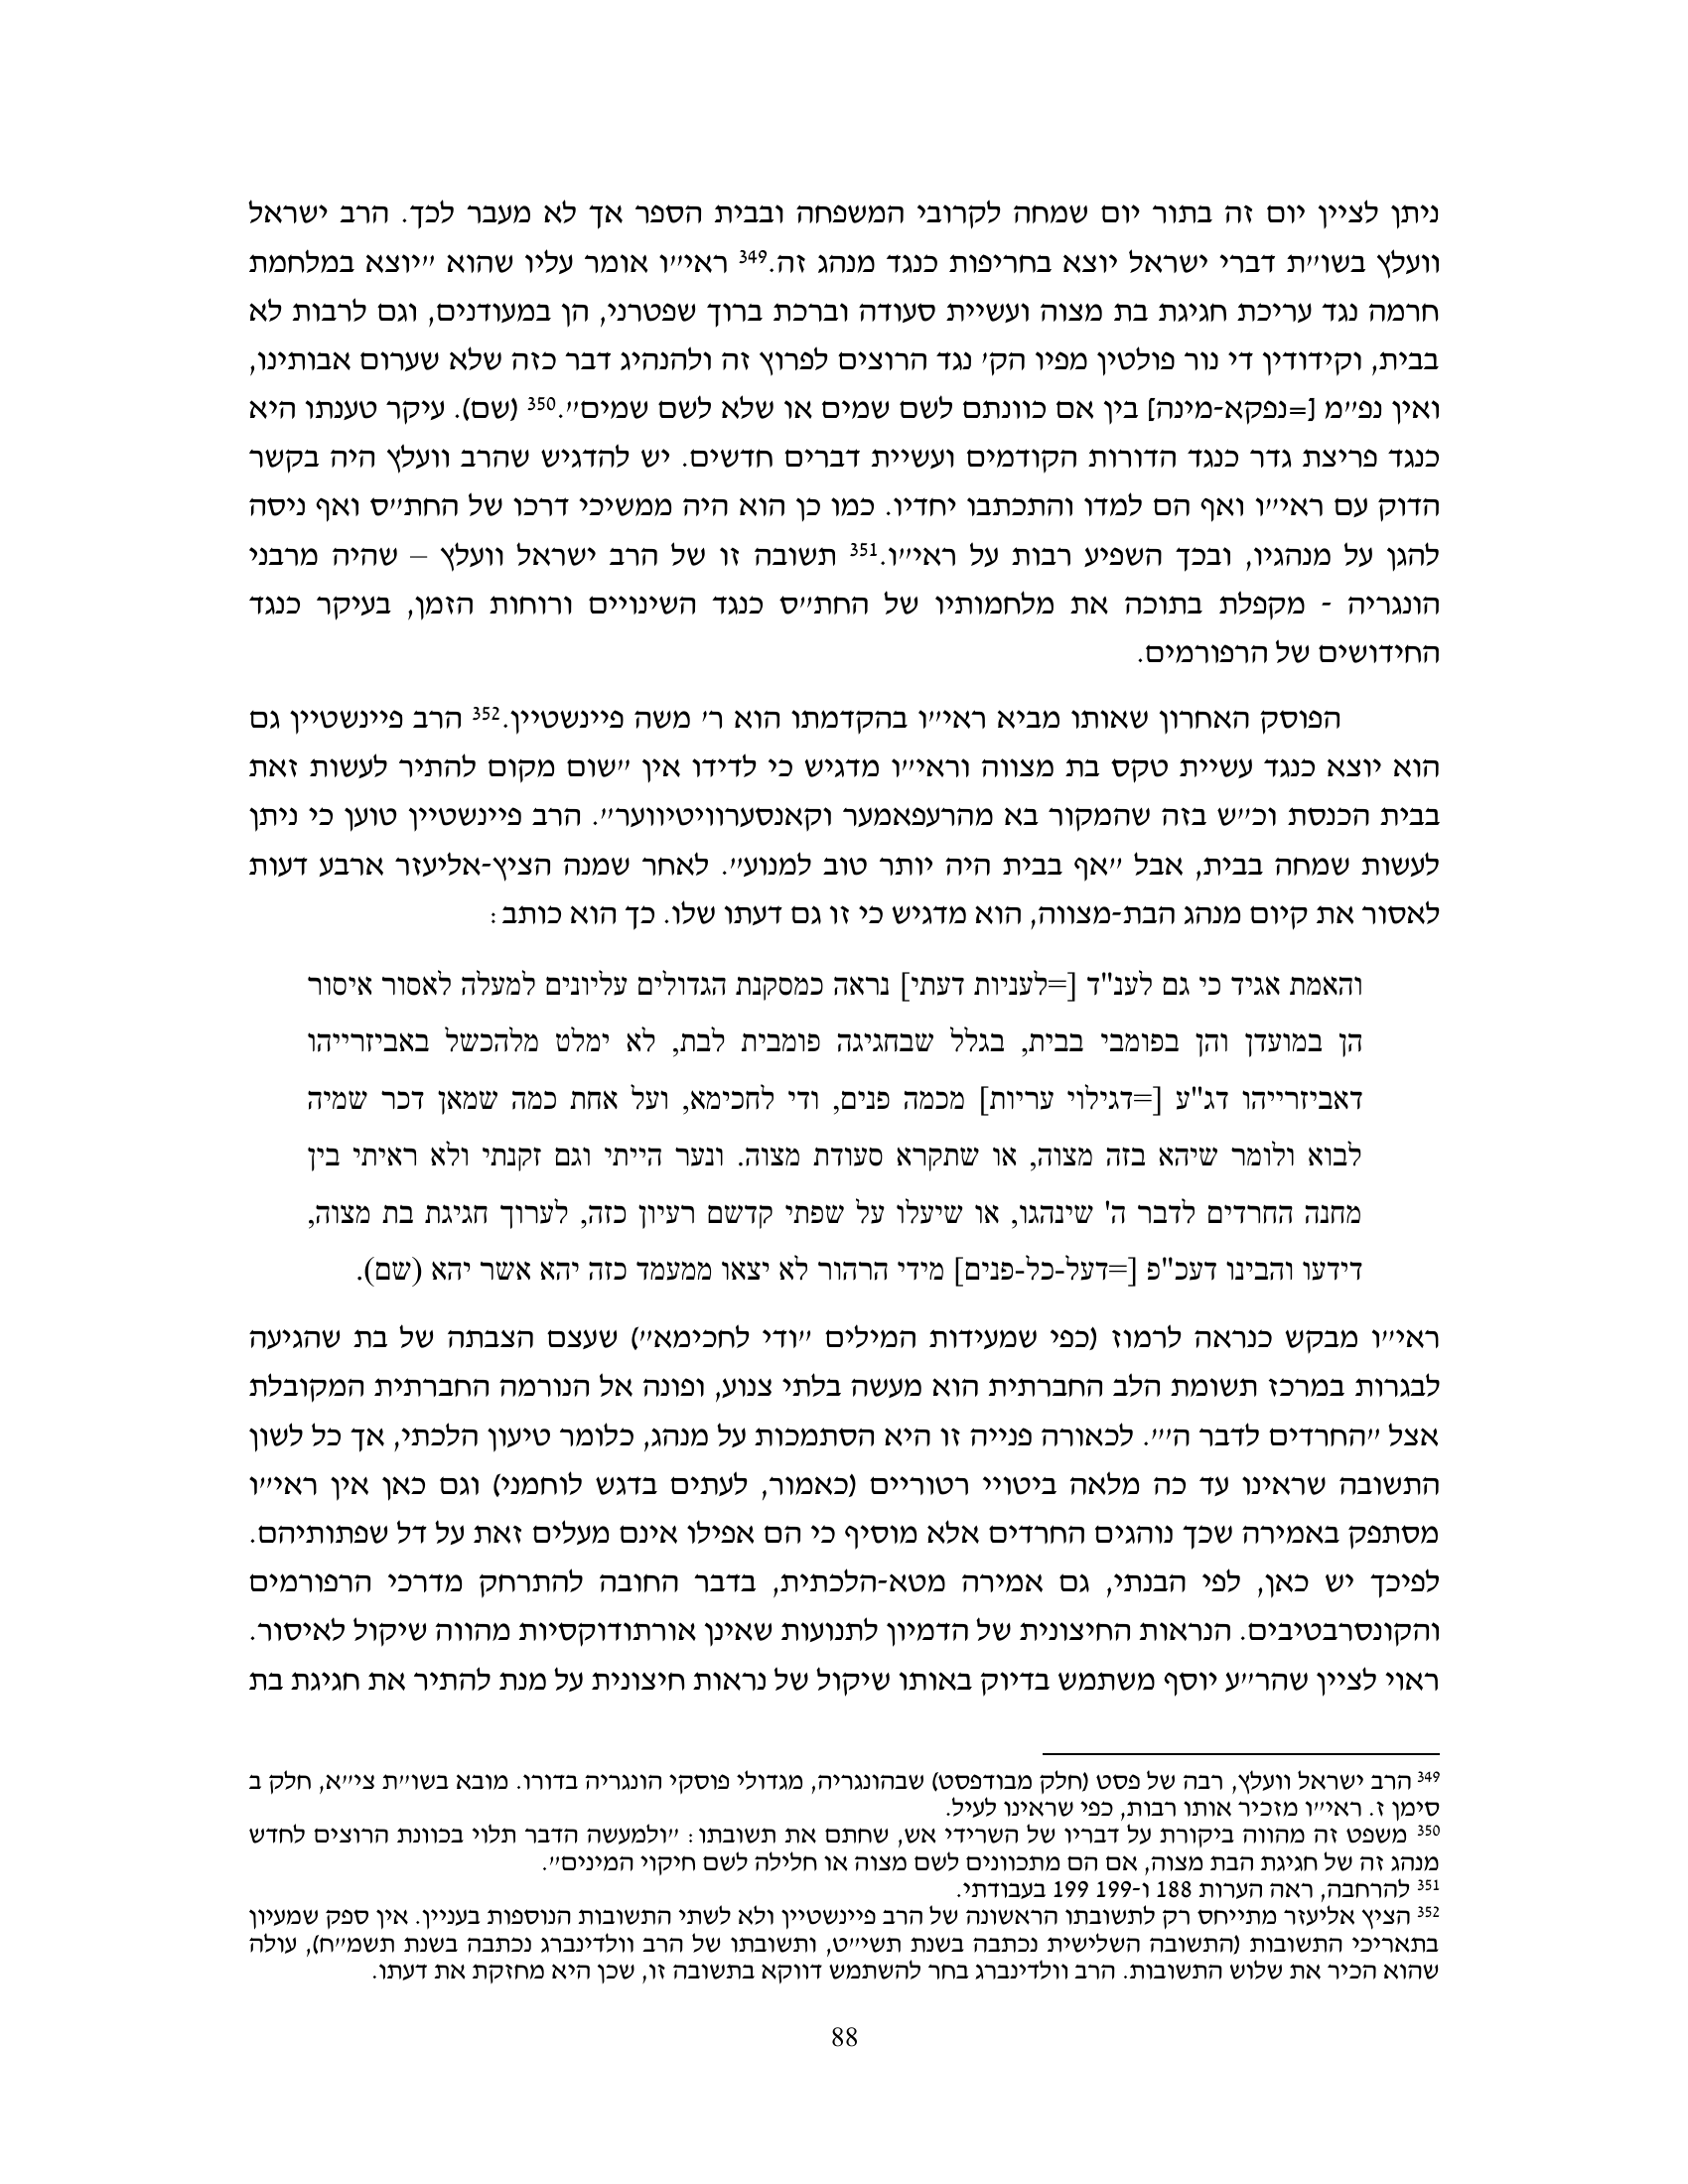 ניתן לציין יום זה בתור יום שמחה לקרובי המשפחה ובבית הספר אך לא מעבר לכך. הרב ישראל
וועלץ בשו״ת דברי ישראל יוצא בחריפות כנגד מנהג זה.349 ראי״ו אומר עליו שהוא ״יוצא במלחמת
חרמה נגד עריכת חגיגת בת מצוה ועשיית סעודה וברכת ברוך שפטרני, הן במעודנים, וגם לרבות לא
בבית, וקידודין די נור פולטין מפיו הק׳ נגד הרוצים לפרוץ זה ולהנהיג דבר כזה שלא שערום אבותינו,
ואין נפ״מ [=נפקא-מינה] בין אם כוונתם לשם שמים או שלא לשם שמים״.350 (שם). עיקר טענתו היא
כנגד פריצת גדר כנגד הדורות הקודמים ועשיית דברים חדשים. יש להדגיש שהרב וועלץ היה בקשר
הדוק עם ראי״ו ואף הם למדו והתכתבו יחדיו. כמו כן הוא היה ממשיכי דרכו של החת״ס ואף ניסה
להגן על מנהגיו, ובכך השפיע רבות על ראי״ו.351 תשובה זו של הרב ישראל וועלץ – שהיה מרבני
הונגריה - מקפלת בתוכה את מלחמותיו של החת״ס כנגד השינויים ורוחות הזמן, בעיקר כנגד
החידושים של הרפורמים.
הפוסק האחרון שאותו מביא ראי״ו בהקדמתו הוא ר׳ משה פיינשטיין.352 הרב פיינשטיין גם
הוא יוצא כנגד עשיית טקס בת מצווה וראי״ו מדגיש כי לדידו אין ״שום מקום להתיר לעשות זאת
בבית הכנסת וכ״ש בזה שהמקור בא מהרעפאמער וקאנסערוויטיווער״. הרב פיינשטיין טוען כי ניתן
לעשות שמחה בבית, אבל ״אף בבית היה יותר טוב למנוע״. לאחר שמנה הציץ-אליעזר ארבע דעות
לאסור את קיום מנהג הבת-מצווה, הוא מדגיש כי זו גם דעתו שלו. כך הוא כותב:
והאמת אגיד כי גם לענ"ד [=לעניות דעתי] נראה כמסקנת הגדולים עליונים למעלה לאסור איסור
הן במועדן והן בפומבי בבית, בגלל שבחגיגה פומבית לבת, לא ימלט מלהכשל באביזרייהו
דאביזרייהו דג"ע [=דגילוי עריות] מכמה פנים, ודי לחכימא, ועל אחת כמה שמאן דכר שמיה
לבוא ולומר שיהא בזה מצוה, או שתקרא סעודת מצוה. ונער הייתי וגם זקנתי ולא ראיתי בין
מחנה החרדים לדבר ה' שינהגו, או שיעלו על שפתי קדשם רעיון כזה, לערוך חגיגת בת מצוה,
דידעו והבינו דעכ"פ [=דעל-כל-פנים] מידי הרהור לא יצאו ממעמד כזה יהא אשר יהא (שם).
ראי״ו מבקש כנראה לרמוז (כפי שמעידות המילים ״ודי לחכימא״) שעצם הצבתה של בת שהגיעה
לבגרות במרכז תשומת הלב החברתית הוא מעשה בלתי צנוע, ופונה אל הנורמה החברתית המקובלת
אצל ״החרדים לדבר ה׳״. לכאורה פנייה זו היא הסתמכות על מנהג, כלומר טיעון הלכתי, אך כל לשון
התשובה שראינו עד כה מלאה ביטויי רטוריים (כאמור, לעתים בדגש לוחמני) וגם כאן אין ראי״ו
מסתפק באמירה שכך נוהגים החרדים אלא מוסיף כי הם אפילו אינם מעלים זאת על דל שפתותיהם.
לפיכך יש כאן, לפי הבנתי, גם אמירה מטא-הלכתית, בדבר החובה להתרחק מדרכי הרפורמים
והקונסרבטיבים. הנראות החיצונית של הדמיון לתנועות שאינן אורתודוקסיות מהווה שיקול לאיסור.
ראוי לציין שהר״ע יוסף משתמש בדיוק באותו שיקול של נראות חיצונית על מנת להתיר את חגיגת בת
349 הרב ישראל וועלץ, רבה של פסט (חלק מבודפסט) שבהונגריה, מגדולי פוסקי הונגריה בדורו. מובא בשו״ת צי״א, חלק ב
סימן ז. ראי״ו מזכיר אותו רבות, כפי שראינו לעיל.
350 משפט זה מהווה ביקורת על דבריו של השרידי אש, שחתם את תשובתו: ״ולמעשה הדבר תלוי בכוונת הרוצים לחדש
מנהג זה של חגיגת הבת מצוה, אם הם מתכוונים לשם מצוה או חלילה לשם חיקוי המינים״.
351 להרחבה, ראה הערות 188 ו-199 199 בעבודתי.
352 הציץ אליעזר מתייחס רק לתשובתו הראשונה של הרב פיינשטיין ולא לשתי התשובות הנוספות בעניין. אין ספק שמעיון
בתאריכי התשובות (התשובה השלישית נכתבה בשנת תשי״ט, ותשובתו של הרב וולדינברג נכתבה בשנת תשמ״ח), עולה
שהוא הכיר את שלוש התשובות. הרב וולדינברג בחר להשתמש דווקא בתשובה זו, שכן היא מחזקת את דעתו.
88